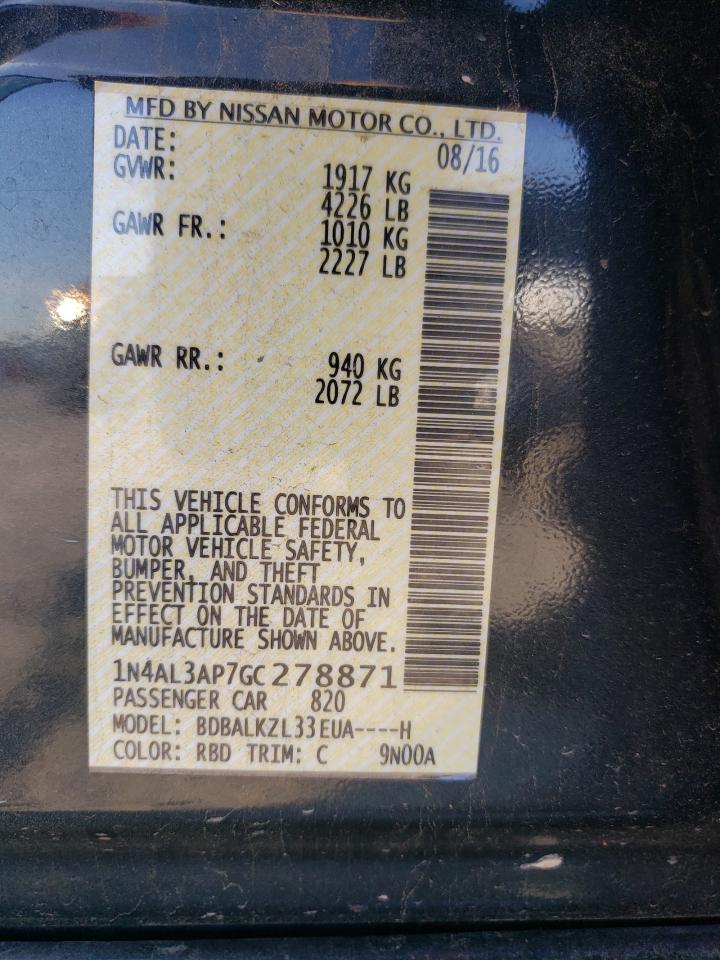 MFD BY NISSAN MOTOR CO., LTD.
DATE: 08/16
GVWR: 1917 KG
4226 LB
GAWR FR.: 1010 KG
2227 LB
GAWR RR.: 940 KG
2072 LB
THIS VEHICLE CONFORMS TO
ALL APPLICABLE FEDERAL
MOTOR VEHICLE SAFETY,
BUMPER, AND THEFT
PREVENTION STANDARDS IN
EFFECT ON THE DATE OF
MANUFACTURE SHOWN ABOVE.
1N4AL3AP7GC278871
PASSENGER CAR 820
MODEL: BDBALKZL33EUA----H
COLOR: RBD TRIM: C 9N00A